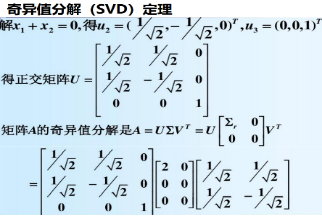 奇异值分解（SVD）定理
解x₁ + x₂ = 0,得u₂ = (1/√2, -1/√2, 0)ᵀ, u₃ = (0,0,1)ᵀ
得正交矩阵U = [1/√2 1/√2 0; 1/√2 -1/√2 0; 0 0 1]
矩阵A的奇异值分解是A = UΣVᵀ = U[Σᵣ 0; 0 0]Vᵀ
= [1/√2 1/√2 0; 1/√2 -1/√2 0; 0 0 1][2 0; 0 0; 0 0][1/√2 1/√2; 1/√2 -1/√2]